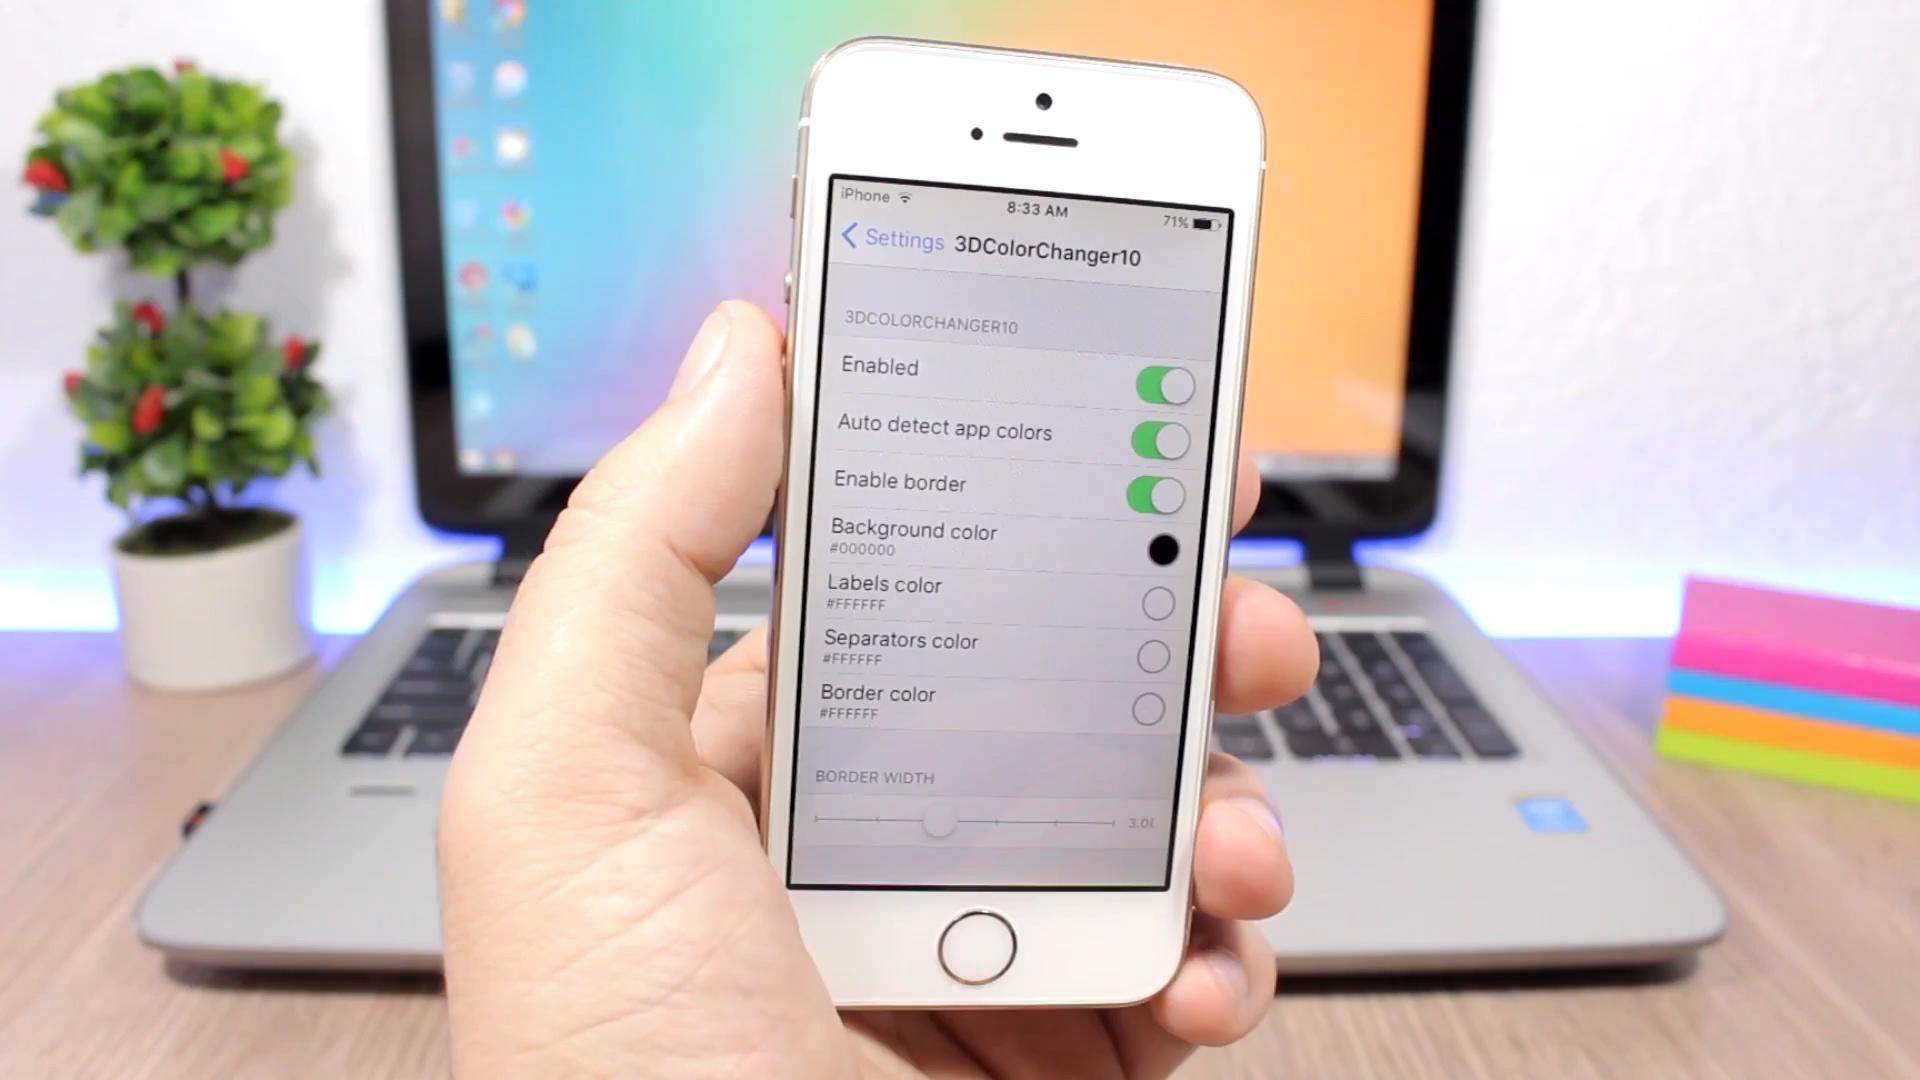 iPhone
8:33 AM
71%
Settings
3DColorChanger10
3DCOLORCHANGER10
Enabled
Auto detect app colors
Enable border
Background color
#000000
Labels color
#FFFFFF
Separators color
#FFFFFF
Border color
#FFFFFF
BORDER WIDTH